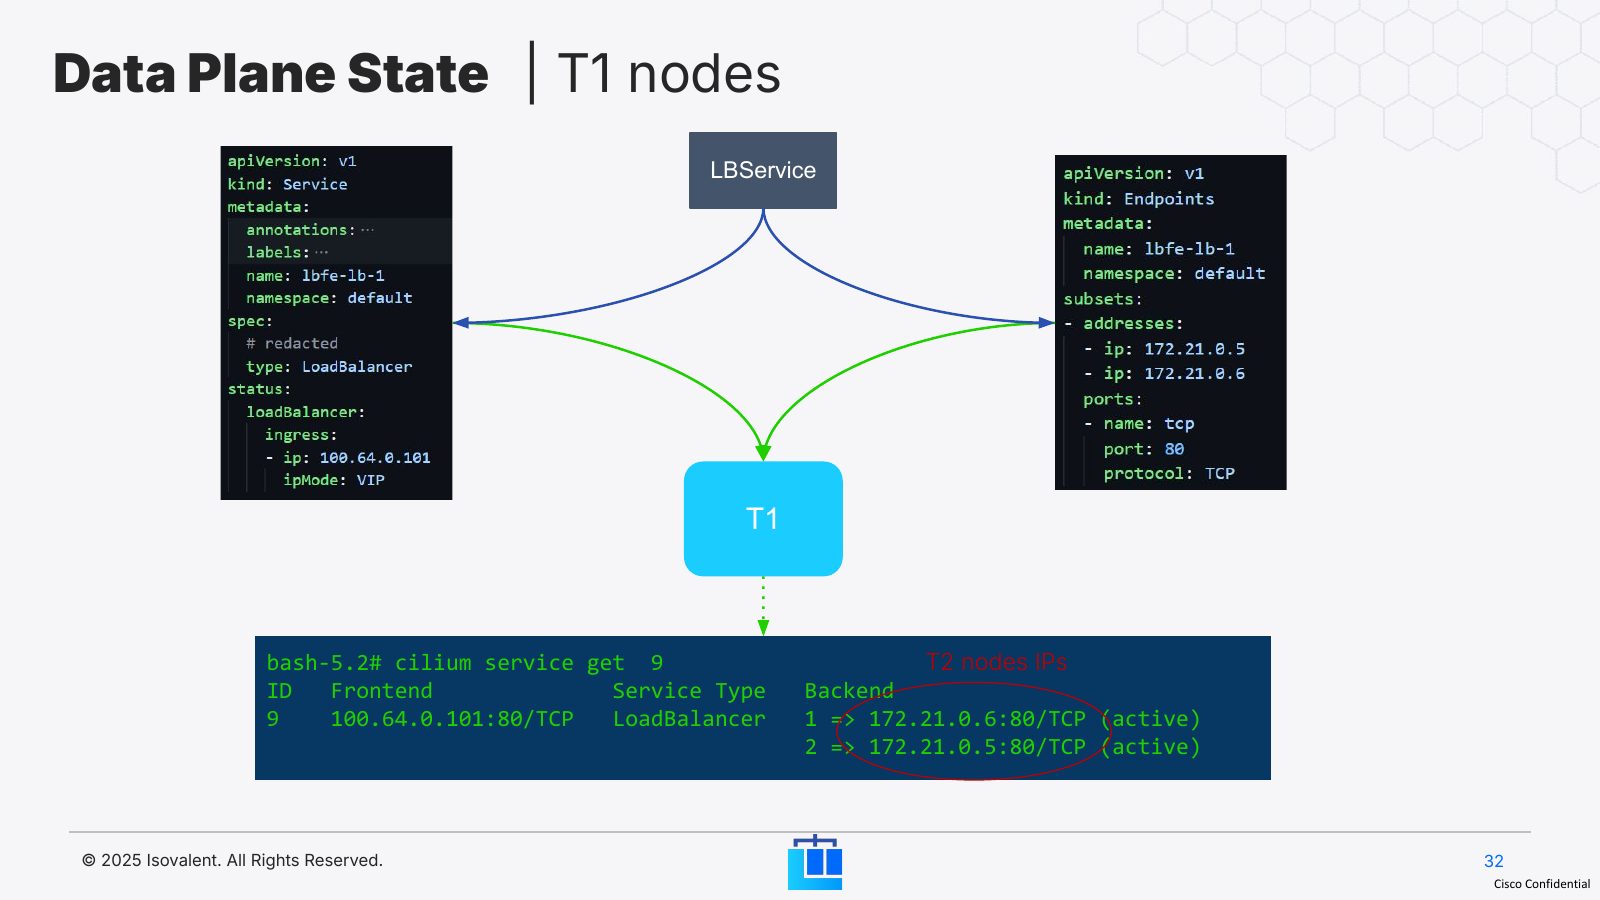 Data Plane State | T1 nodes
apiVersion: v1
kind: Service
metadata:
annotations: ...
labels: ...
name: lbfe-lb-1
namespace: default
spec:
# redacted
type: LoadBalancer
status:
loadBalancer:
ingress:
- ip: 100.64.0.101
ipMode: VIP
LBService
apiVersion: v1
kind: Endpoints
metadata:
name: lbfe-lb-1
namespace: default
subsets:
- addresses:
- ip: 172.21.0.5
- ip: 172.21.0.6
ports:
- name: tcp
port: 80
protocol: TCP
T1
bash-5.2# cilium service get  9
T2 nodes IPs
ID   Frontend   Service Type   Backend
9   100.64.0.101:80/TCP   LoadBalancer   1 => 172.21.0.6:80/TCP (active)
2 => 172.21.0.5:80/TCP (active)
© 2025 Isovalent. All Rights Reserved.
32
Cisco Confidential